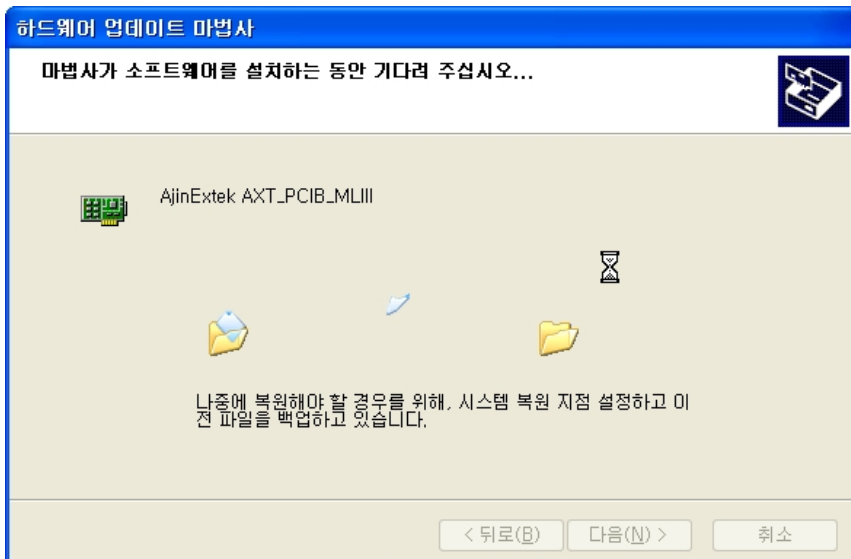 하드웨어 업데이트 마법사
마법사가 소프트웨어를 설치하는 동안 기다려 주십시오...
AjinExtek AXT_PCIB_MLIII
나중에 복원해야 할 경우를 위해, 시스템 복원 지점 설정하고 이
전 파일을 백업하고 있습니다.
< 뒤로(B) 다음(N) > 취소